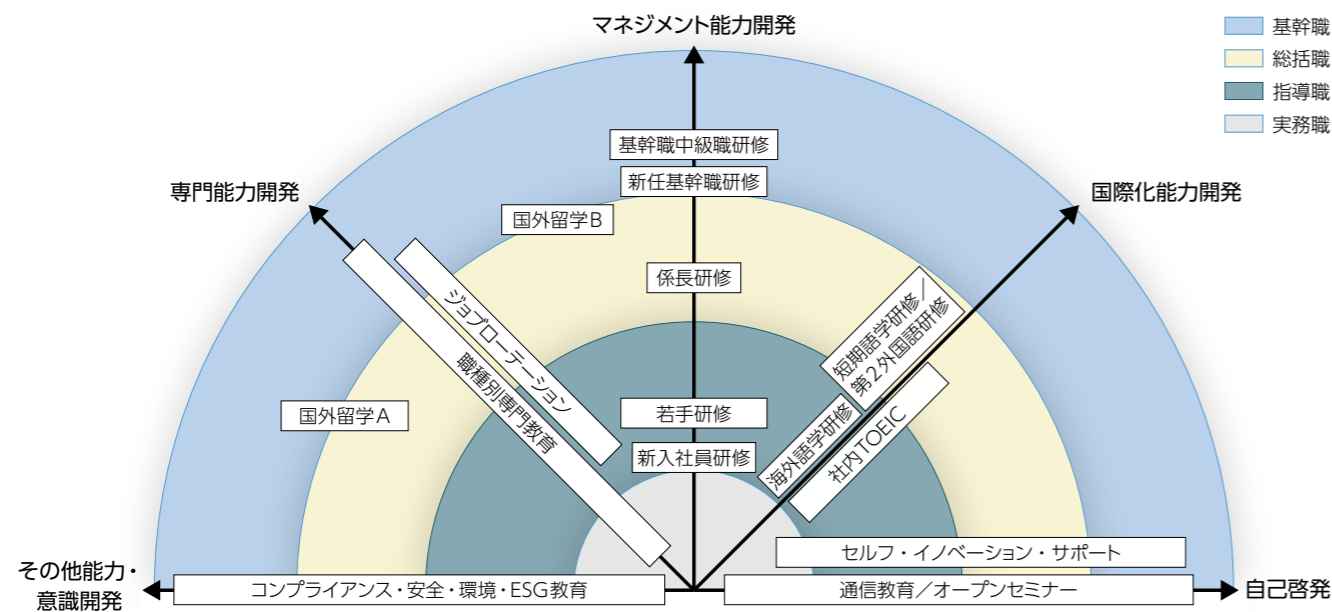 マネジメント能力開発
基幹職
総括職
指導職
実務職
基幹職中級職研修
新任基幹職研修
専門能力開発
国際化能力開発
国外留学B
係長研修
ジョブローテーション
職種別専門教育
短期語学研修／
第2外国語研修
国外留学A
若手研修
海外語学研修
社内TOEIC
新入社員研修
セルフ・イノベーション・サポート
その他能力・
意識開発
コンプライアンス・安全・環境・ESG教育
通信教育／オープンセミナー
自己啓発